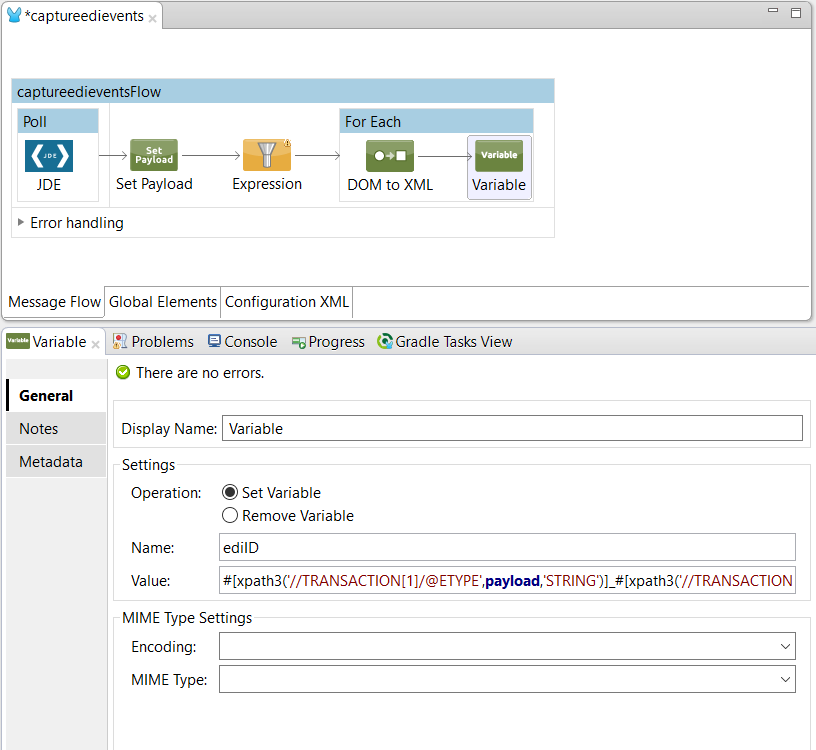 *captureedievents
captureedieventsFlow
Poll
For Each
JDE
Set Payload
Variable
JDE
Set Payload
Expression
DOM to XML
Variable
Error handling
Message Flow
Global Elements
Configuration XML
Variable
Variable
Problems
Console
Progress
Gradle Tasks View
There are no errors.
General
Notes
Metadata
Display Name:
Variable
Settings
Operation:
Set Variable
Remove Variable
Name:
ediID
Value:
#[xpath3('//TRANSACTION[1]/@ETYPE',payload,'STRING')]_#[xpath3('//TRANSACTION
MIME Type Settings
Encoding:
MIME Type: